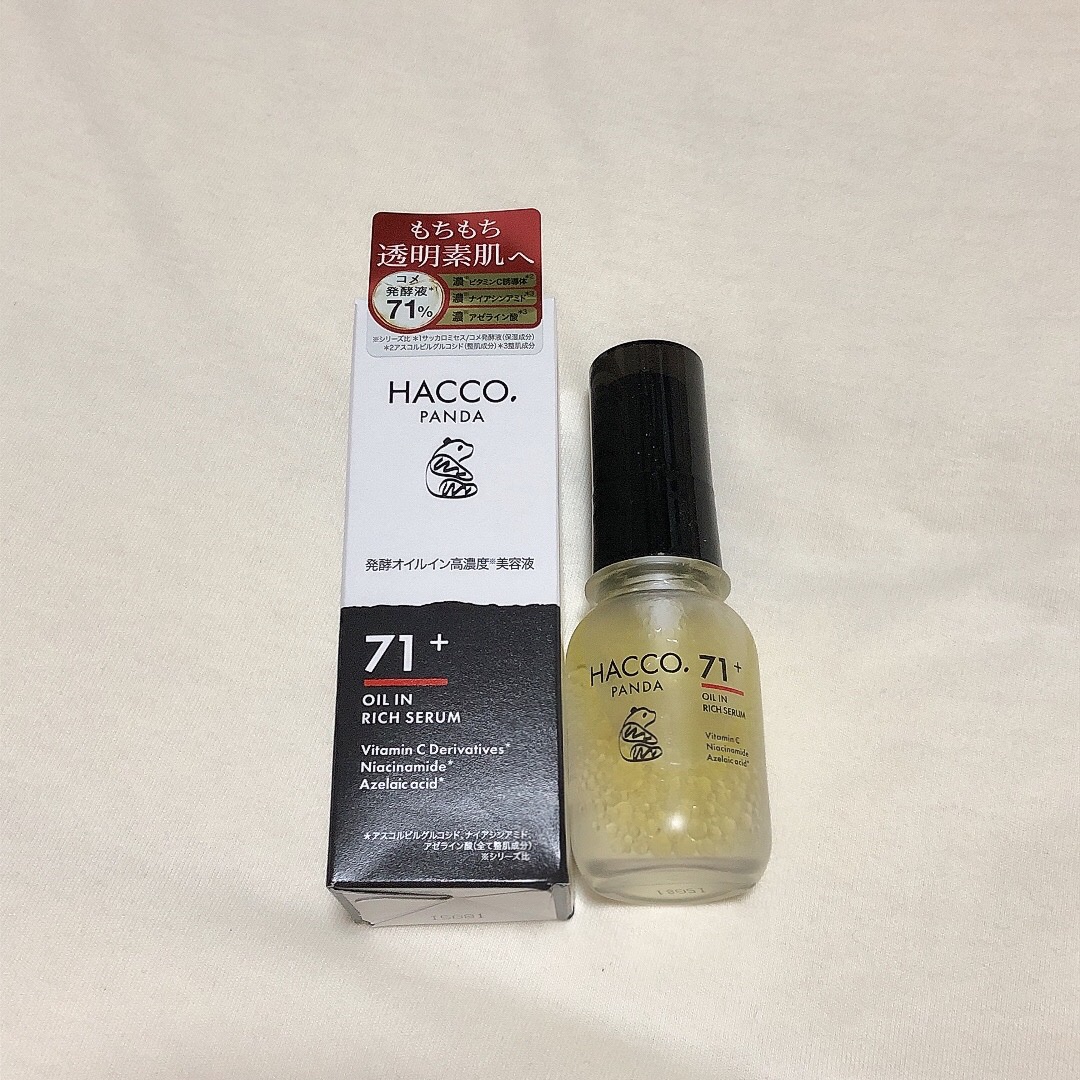 もちもち
透明素肌へ
コメ
発酵液*1
71%
濃※ビタミンC誘導体*2
濃※ナイアシンアミド*3
濃※アゼライン酸*3
※シリーズ比 *1サッカロミセス/コメ発酵液(保湿成分)
*2アスコルビルグルコシド(整肌成分)*3整肌成分
HACCO.
PANDA
発酵オイルイン高濃度※美容液
71+
OIL IN
RICH SERUM
Vitamin C Derivatives*
Niacinamide*
Azelaic acid*
★アスコルビルグルコシド、ナイアシンアミド、
アゼライン酸(全て整肌成分)
※シリーズ比
HACCO.
PANDA
71+
OIL IN
RICH SERUM
Vitamin C
Niacinamide
Azelaic acid*